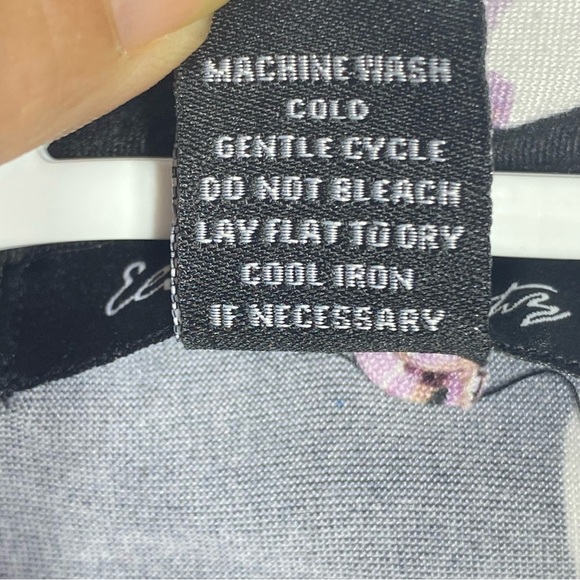 MACHINE WASH
COLD
GENTLE CYCLE
DO NOT BLEACH
LAY FLAT TO DRY
COOL IRON
IF NECESSARY